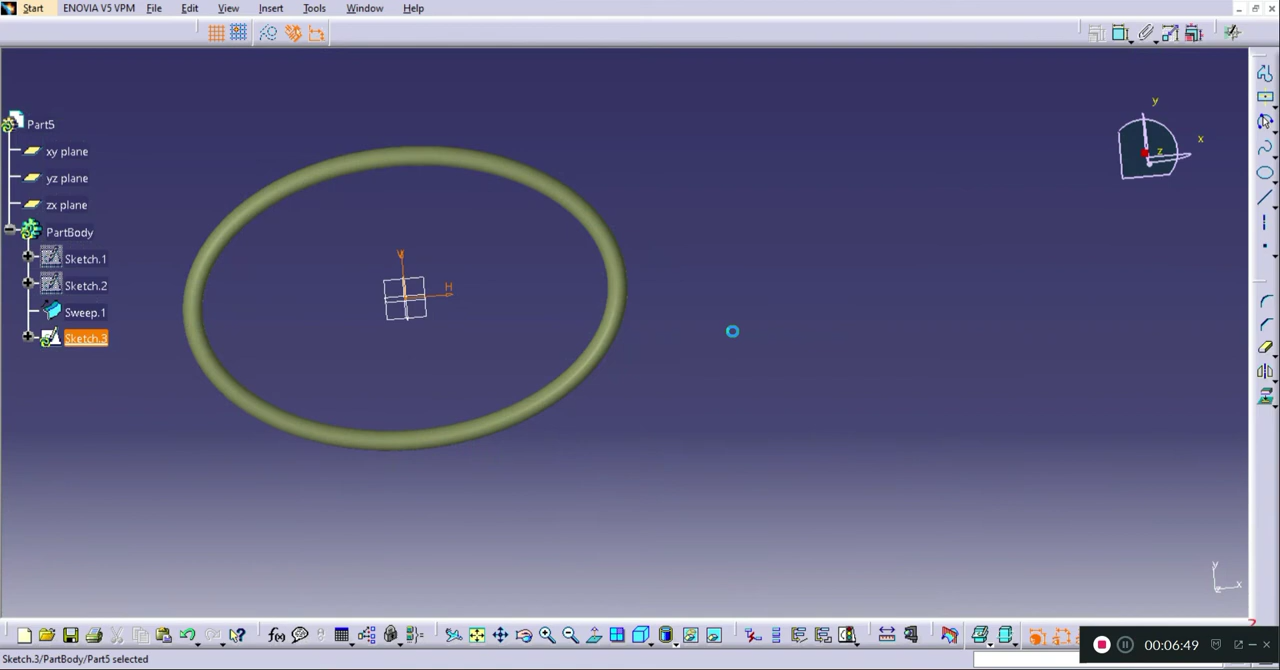 Start ENOVIA V5 VPM File Edit View Insert Tools Window Help
y
x
z
Part5
xy plane
yz plane
zx plane
PartBody
Sketch.1
Sketch.2
Sweep.1
Sketch.3
V
H
y
x
z
f(x)
00:06:49
Sketch.3/PartBody/Part5 selected